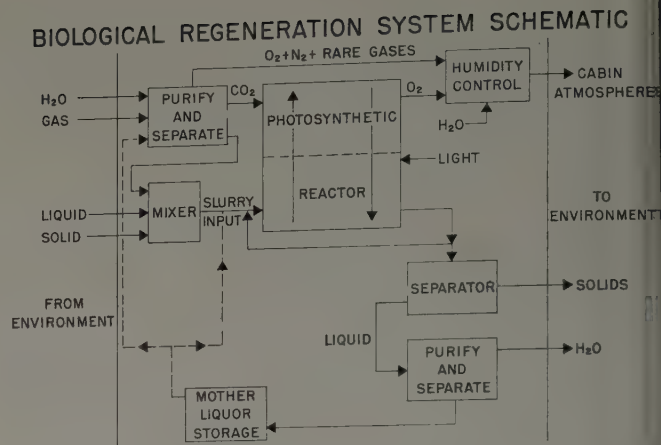 BIOLOGICAL REGENERATION SYSTEM SCHEMATIC
O₂+N₂+ RARE GASES
H₂O
GAS
PURIFY
AND
SEPARATE
CO₂
PHOTOSYNTHETIC
REACTOR
O₂
HUMIDITY
CONTROL
H₂O
CABIN
ATMOSPHERES
LIGHT
LIQUID
SOLID
MIXER
SLURRY
INPUT
TO
ENVIRONMENT
FROM
ENVIRONMENT
SEPARATOR
SOLIDS
LIQUID
PURIFY
AND
SEPARATE
H₂O
MOTHER
LIQUOR
STORAGE